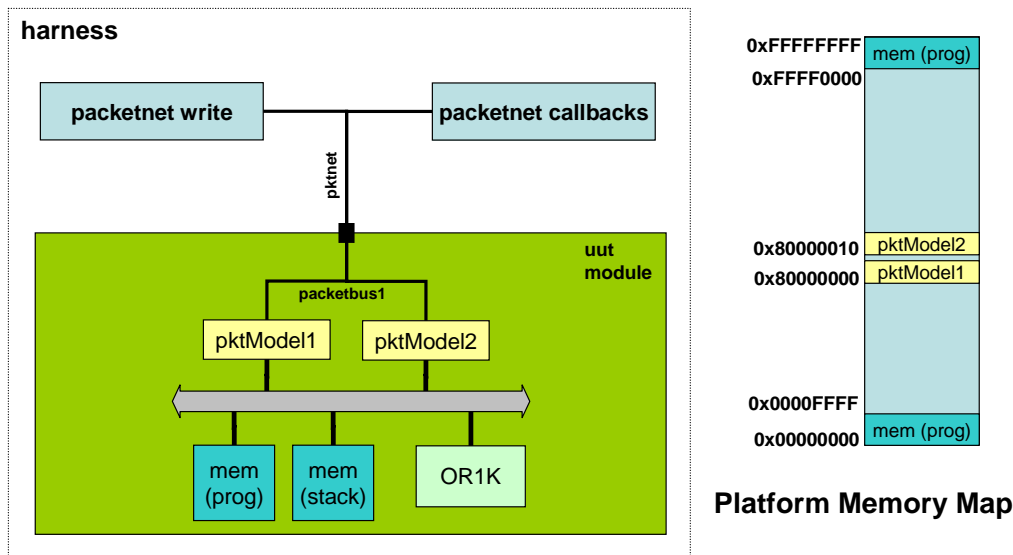 harness
packetnet write
packetnet callbacks
pktnet
uut
module
packetbus1
pktModel1
pktModel2
mem
(prog)
mem
(stack)
OR1K
0xFFFFFFFF
mem (prog)
0xFFFF0000
0x80000010
pktModel2
0x80000000
pktModel1
0x0000FFFF
mem (prog)
0x00000000
Platform Memory Map